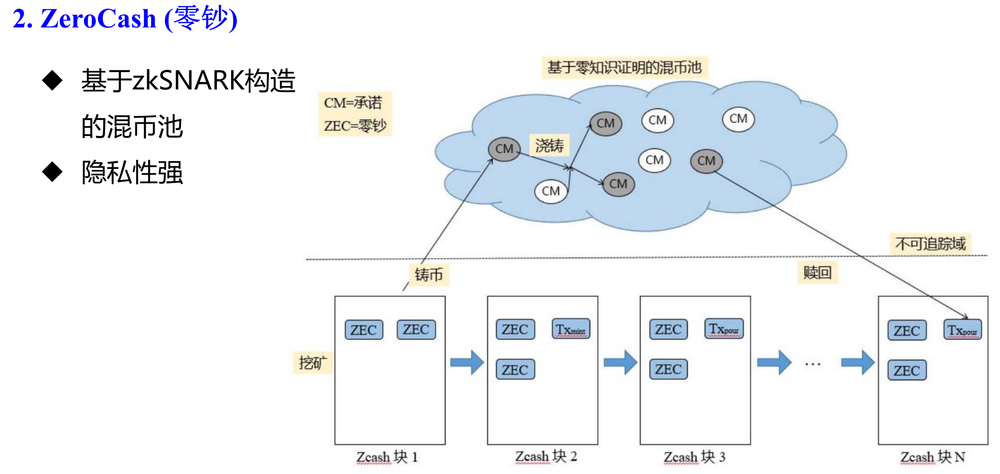 2. ZeroCash (零钞)
◆ 基于zkSNARK构造
的混币池
◆ 隐私性强
基于零知识证明的混币池
CM=承诺
ZEC=零钞
CM
CM
CM
CM
浇铸
CM
CM
CM
CM
不可追踪域
铸币
赎回
挖矿
ZEC ZEC
ZEC Txmint
ZEC
ZEC Txpour
ZEC
...
ZEC Txpour
ZEC
Zcash 块 1
Zcash 块 2
Zcash 块 3
Zcash 块 N